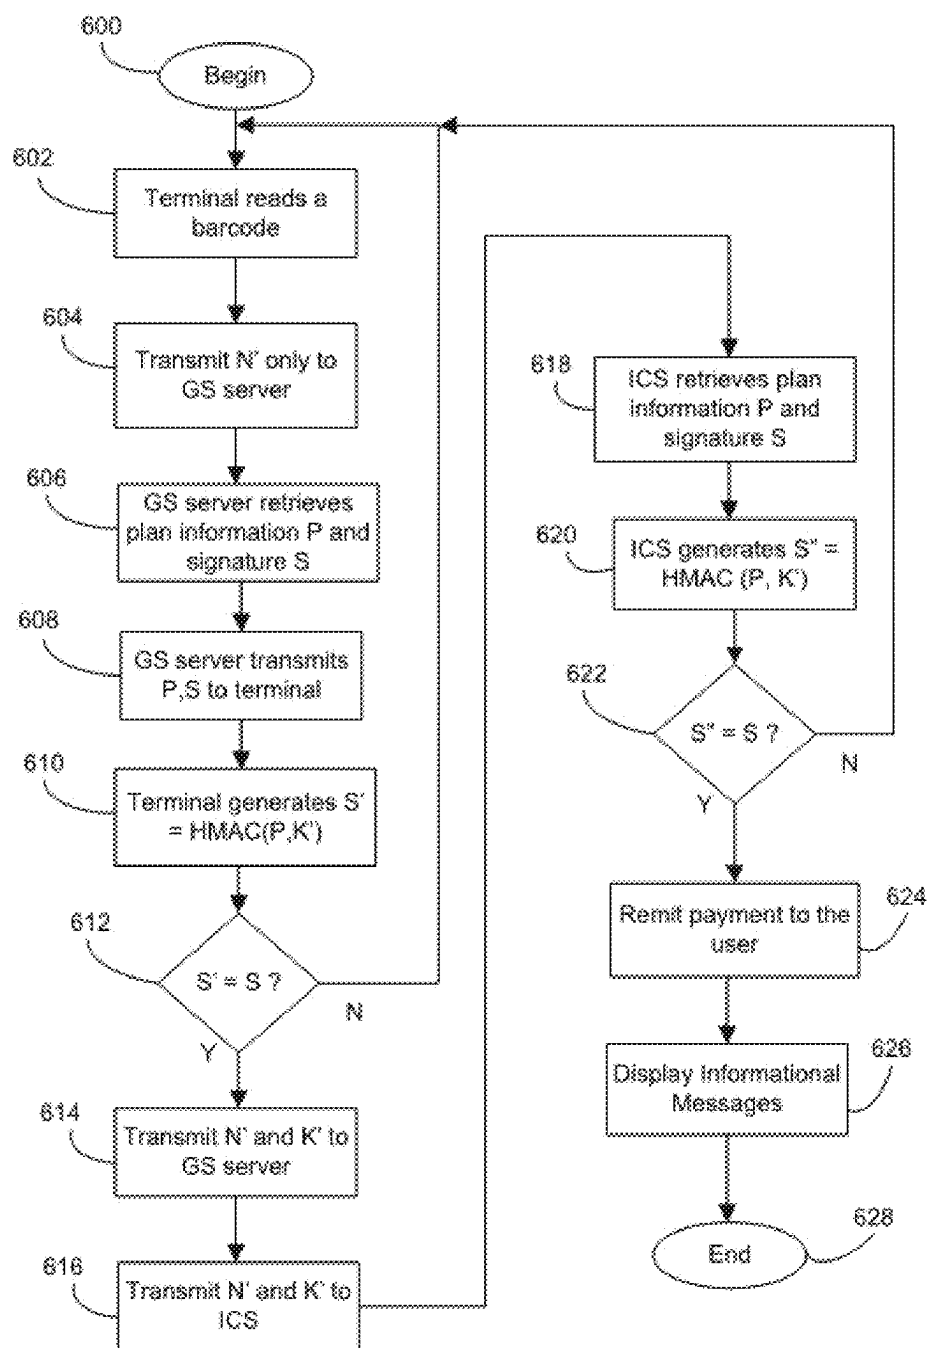 600
Begin
602
Terminal reads a
barcode
604
Transmit N' only to
GS server
606
GS server retrieves
plan information P and
signature S
608
GS server transmits
P,S to terminal
610
Terminal generates S'
= HMAC(P,K')
612
S' = S ?
N
Y
614
Transmit N' and K' to
GS server
616
Transmit N' and K' to
ICS
618
ICS retrieves plan
information P and
signature S
620
ICS generates S" =
HMAC (P, K')
622
S" = S ?
N
Y
624
Remit payment to the
user
626
Display Informational
Messages
628
End